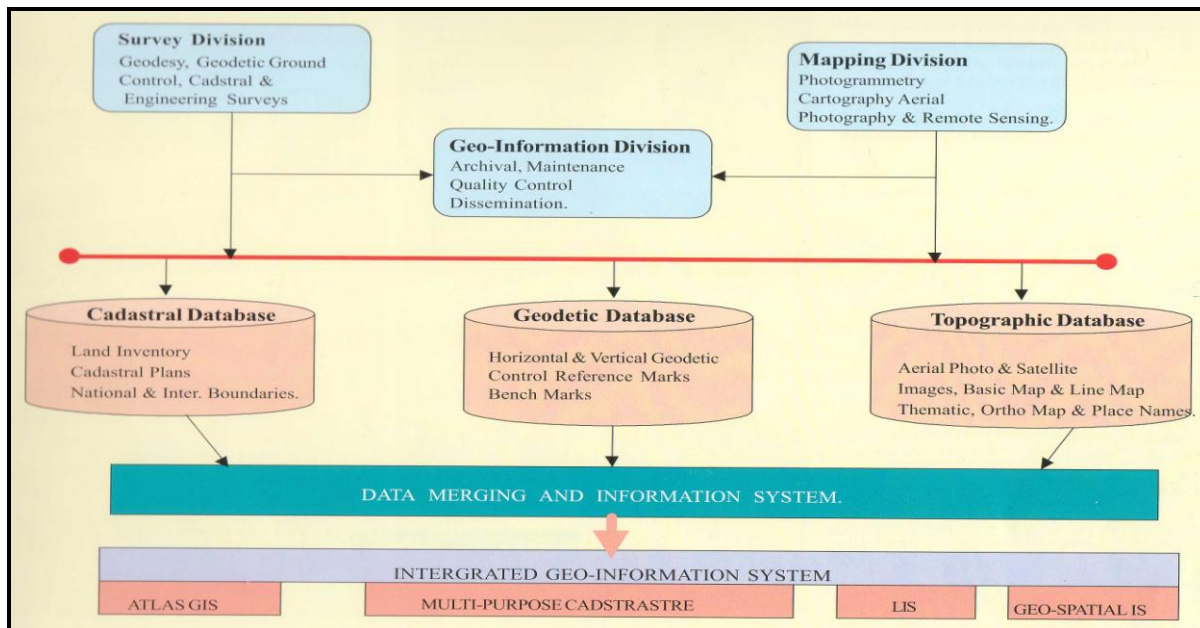 Survey Division
Geodesy, Geodetic Ground
Control, Cadstral &
Engineering Surveys
Mapping Division
Photogrammetry
Cartography Aerial
Photography & Remote Sensing.
Geo-Information Division
Archival, Maintenance
Quality Control
Dissemination.
Cadastral Database
Land Inventory
Cadastral Plans
National & Inter. Boundaries.
Geodetic Database
Horizontal & Vertical Geodetic
Control Reference Marks
Bench Marks
Topographic Database
Aerial Photo & Satellite
Images, Basic Map & Line Map
Thematic, Ortho Map & Place Names.
DATA MERGING AND INFORMATION SYSTEM.
INTERGRATED GEO-INFORMATION SYSTEM
ATLAS GIS
MULTI-PURPOSE CADSTRASTRE
LIS
GEO-SPATIAL IS